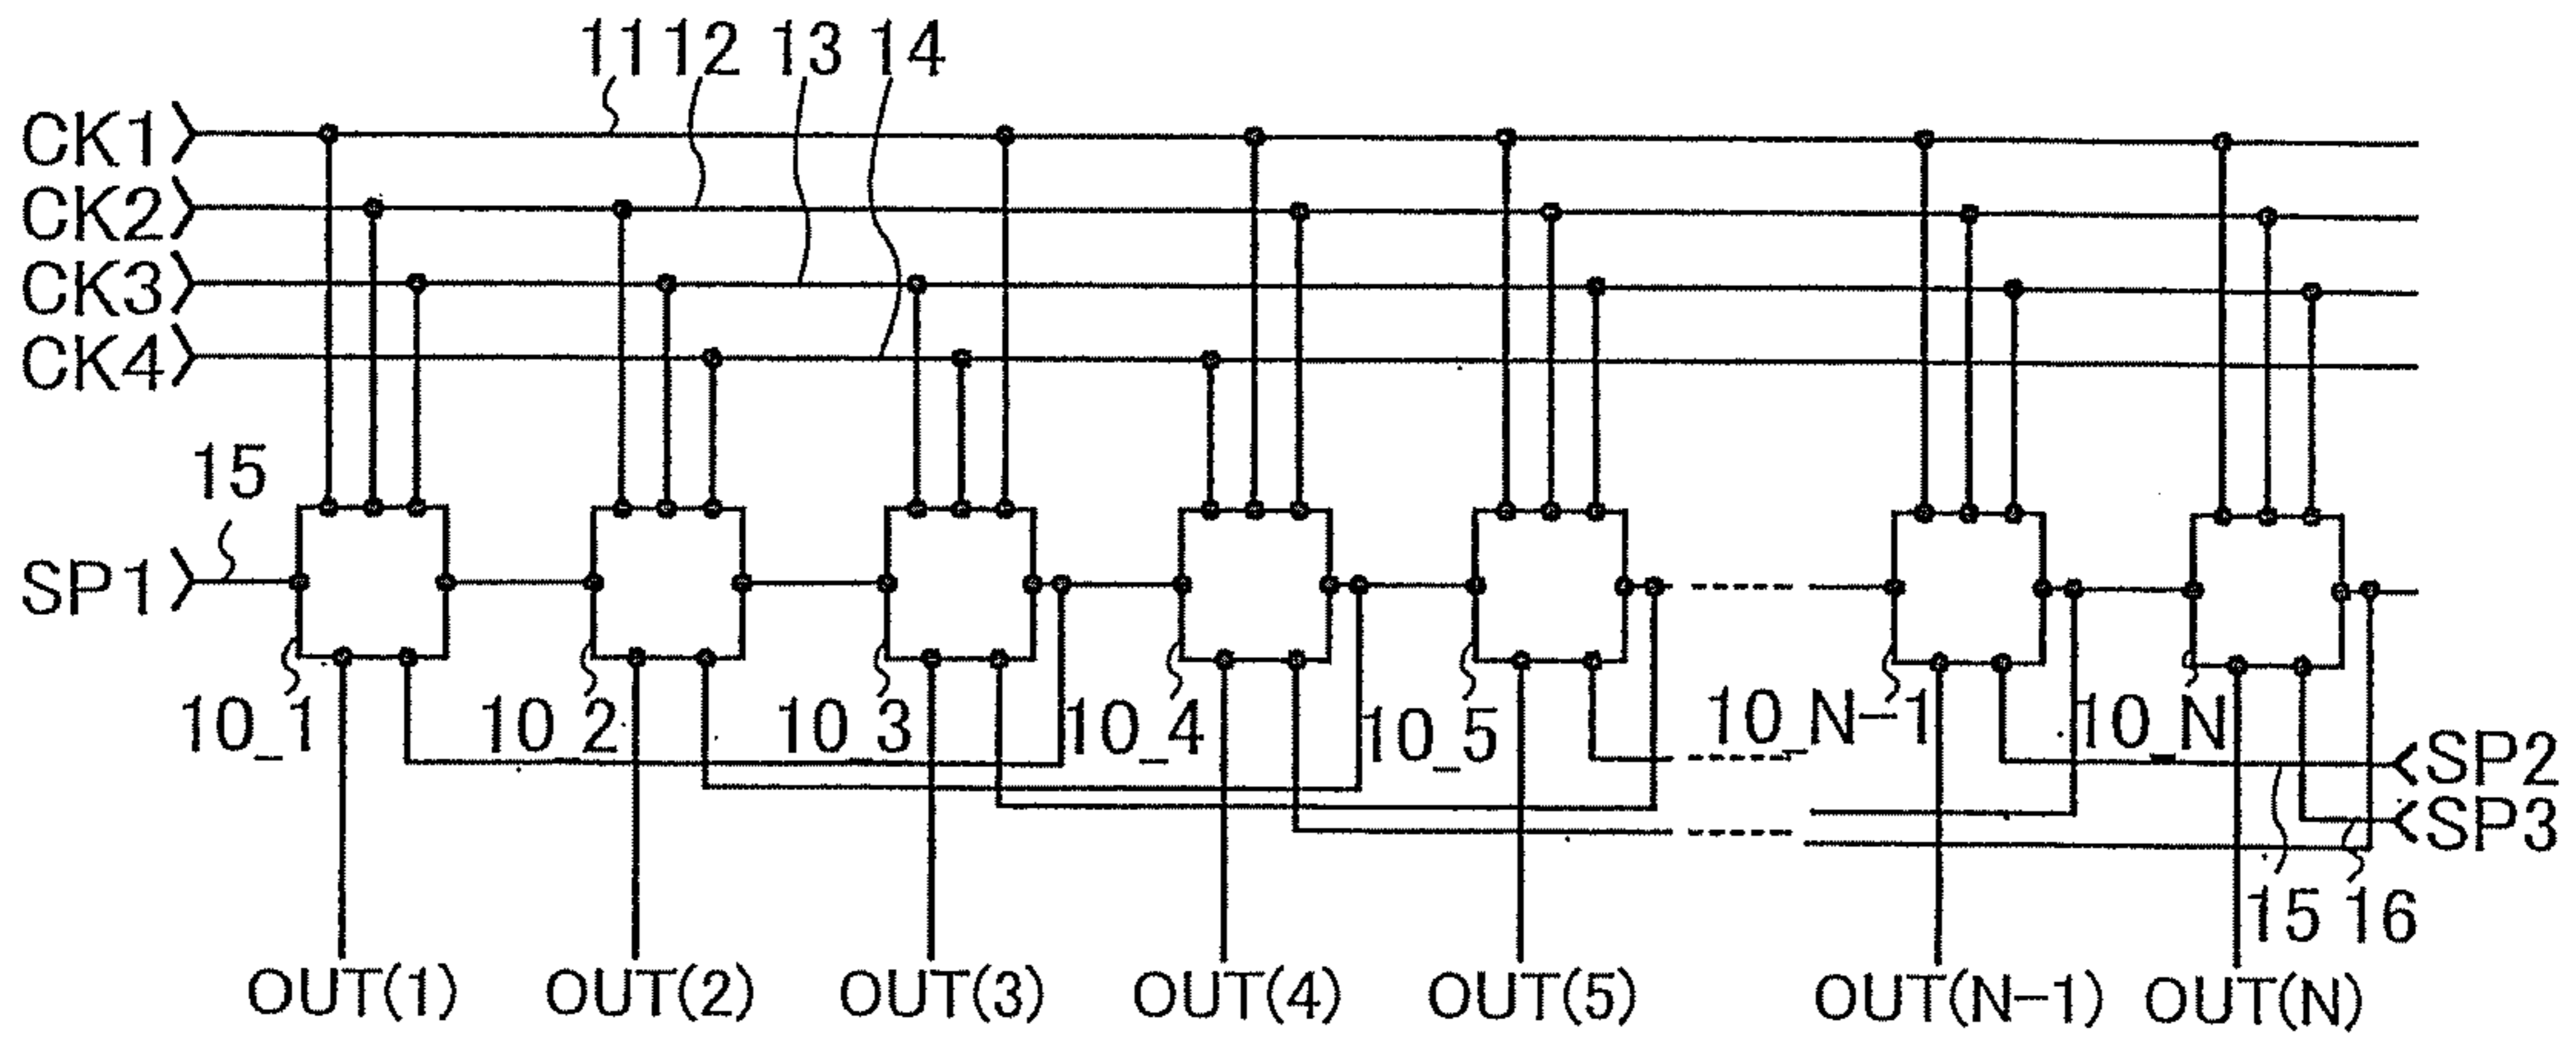 11 12 13 14
CK1
CK2
CK3
CK4
15
SP1
10_1 10_2 10_3 10_4 10_5 10_N-1 10_N
SP2
SP3
15 16
OUT(1) OUT(2) OUT(3) OUT(4) OUT(5) OUT(N-1) OUT(N)